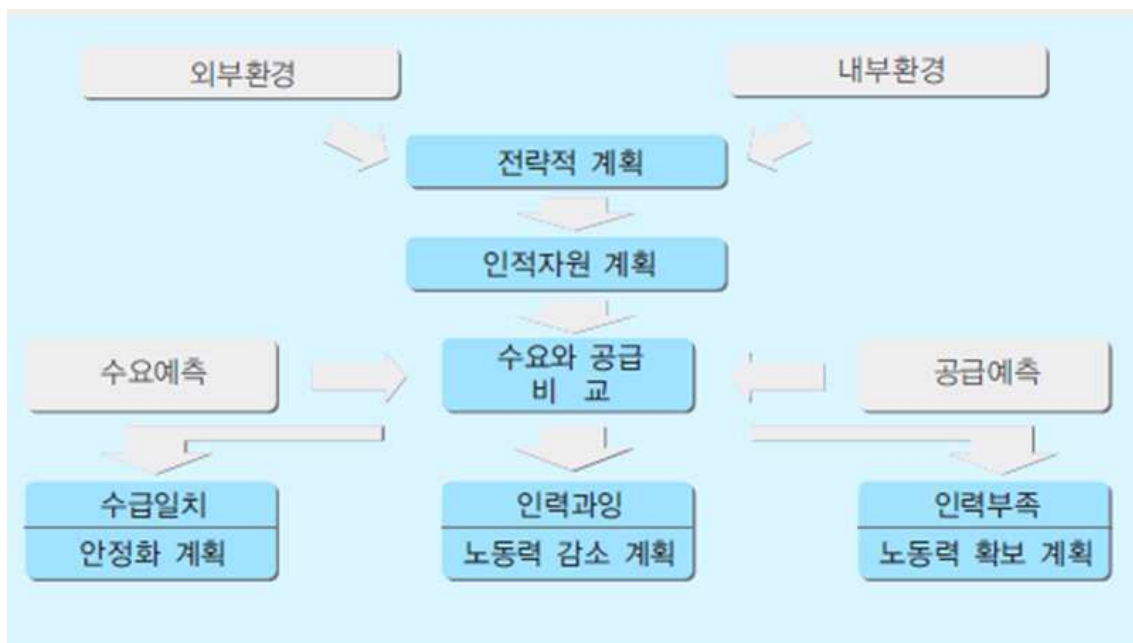 외부환경
내부환경
전략적 계획
인적자원 계획
수요예측
수요와 공급
비 교
공급예측
수급일치
안정화 계획
인력과잉
노동력 감소 계획
인력부족
노동력 확보 계획